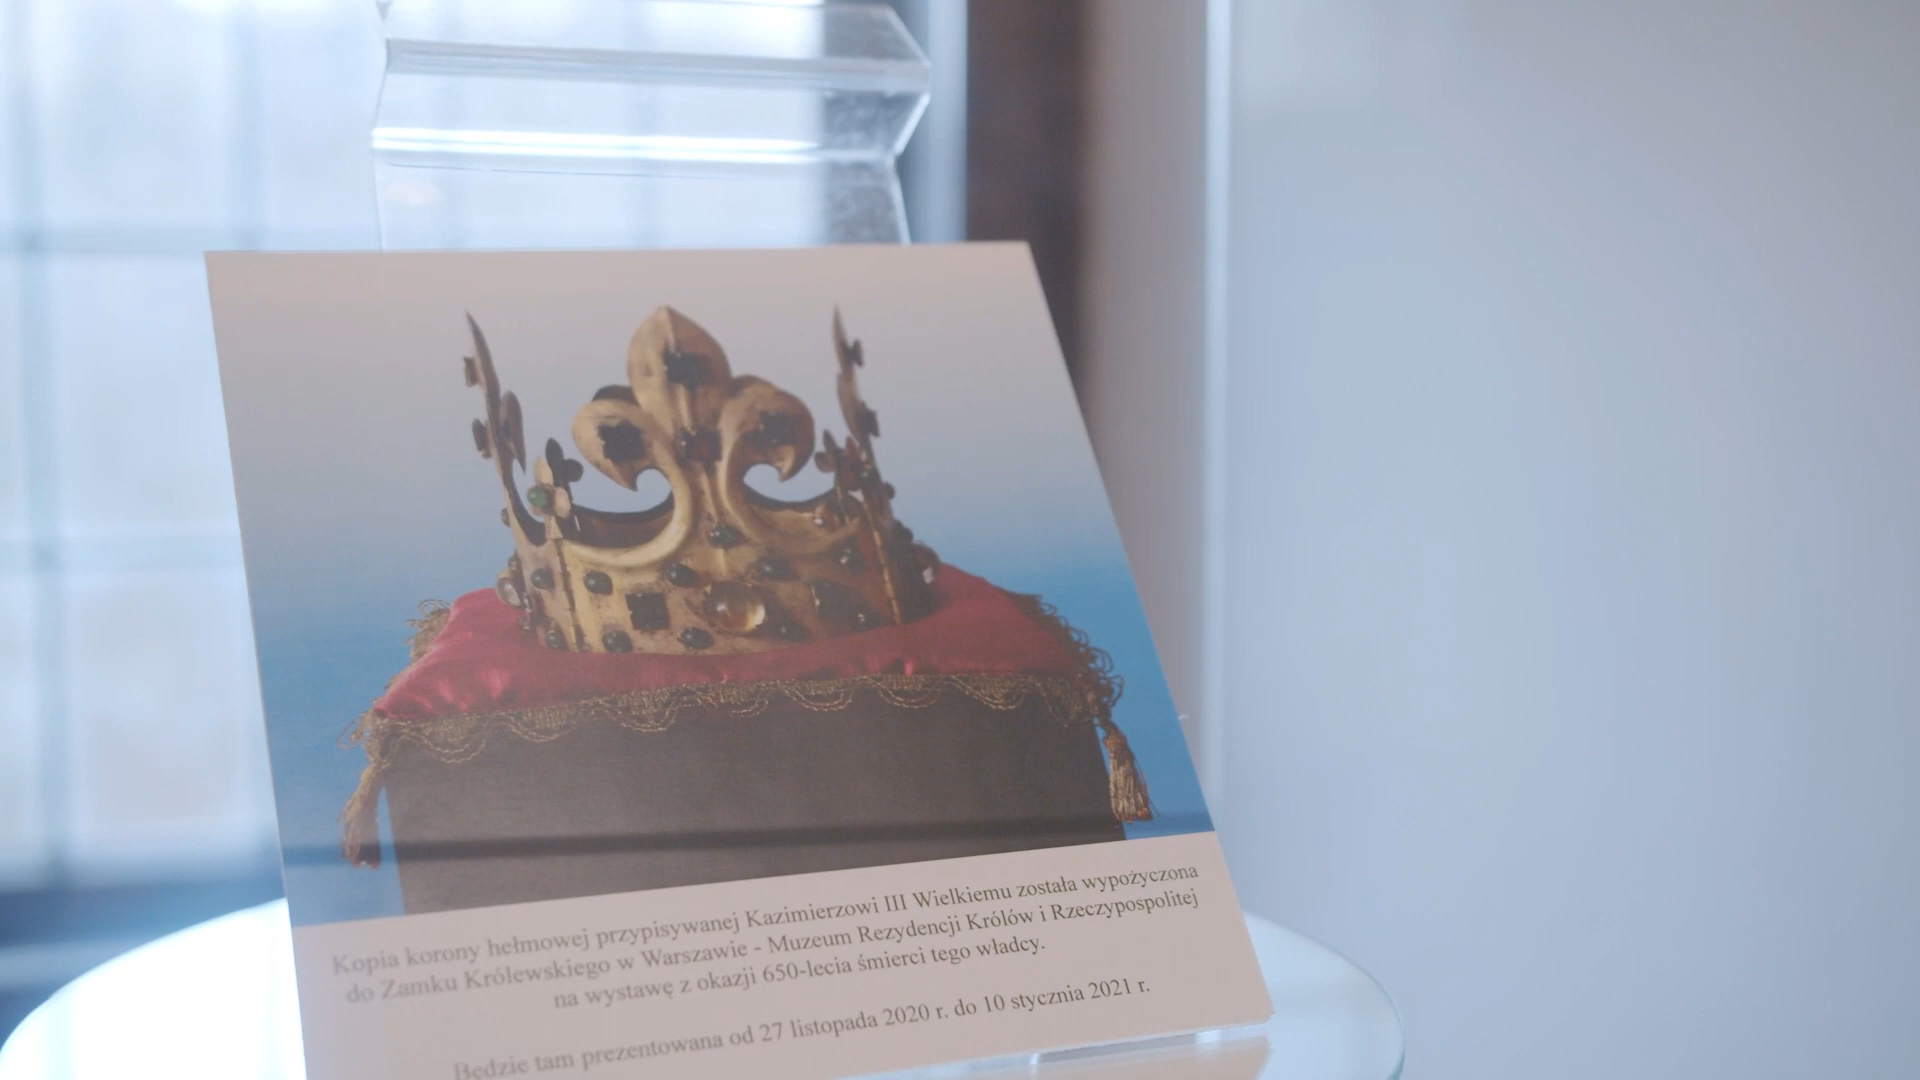 Kopia korony hełmowej przypisywanej Kazimierzowi III Wielkiemu została wypożyczona
do Zamku Królewskiego w Warszawie - Muzeum Rezydencji Królów i Rzeczypospolitej
na wystawę z okazji 650-lecia śmierci tego władcy.
Będzie tam prezentowana od 27 listopada 2020 r. do 10 stycznia 2021 r.